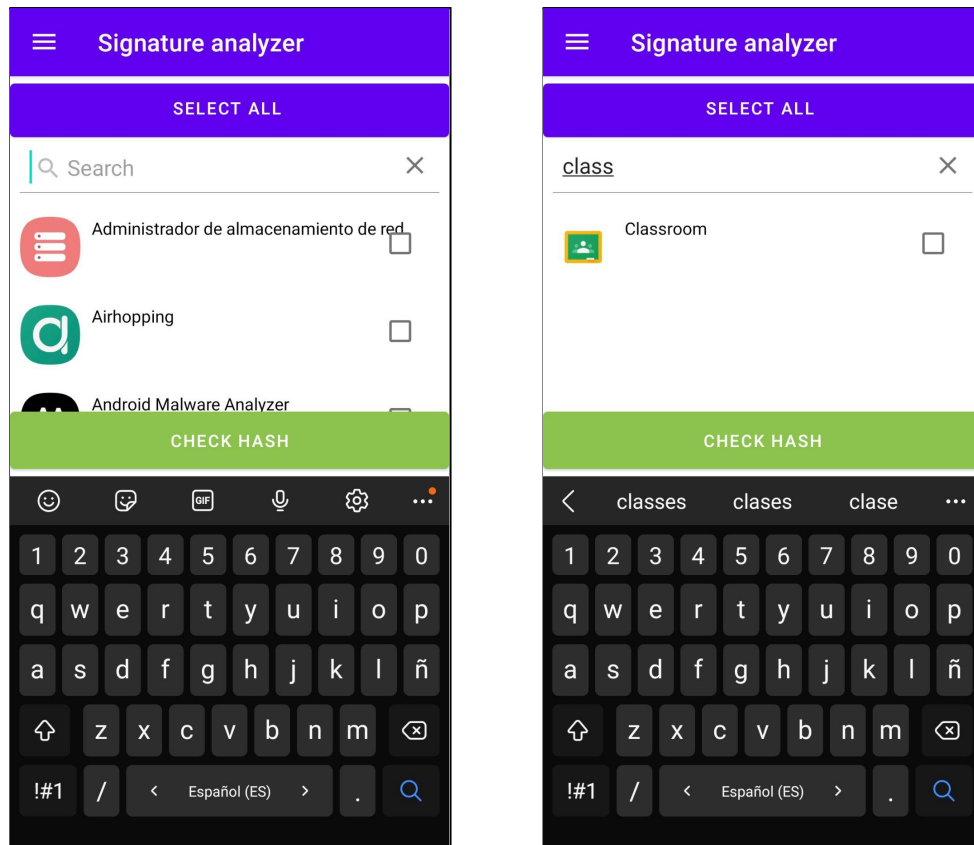 Signature analyzer
SELECT ALL
Search
Administrador de almacenamiento de red
Airhopping
Android Malware Analyzer
CHECK HASH
GIF
1 2 3 4 5 6 7 8 9 0
q w e r t y u i o p
a s d f g h j k l ñ
z x c v b n m
!#1 / < Español (ES) > .
Signature analyzer
SELECT ALL
class
Classroom
CHECK HASH
classes clases clase
1 2 3 4 5 6 7 8 9 0
q w e r t y u i o p
a s d f g h j k l ñ
z x c v b n m
!#1 / < Español (ES) > .